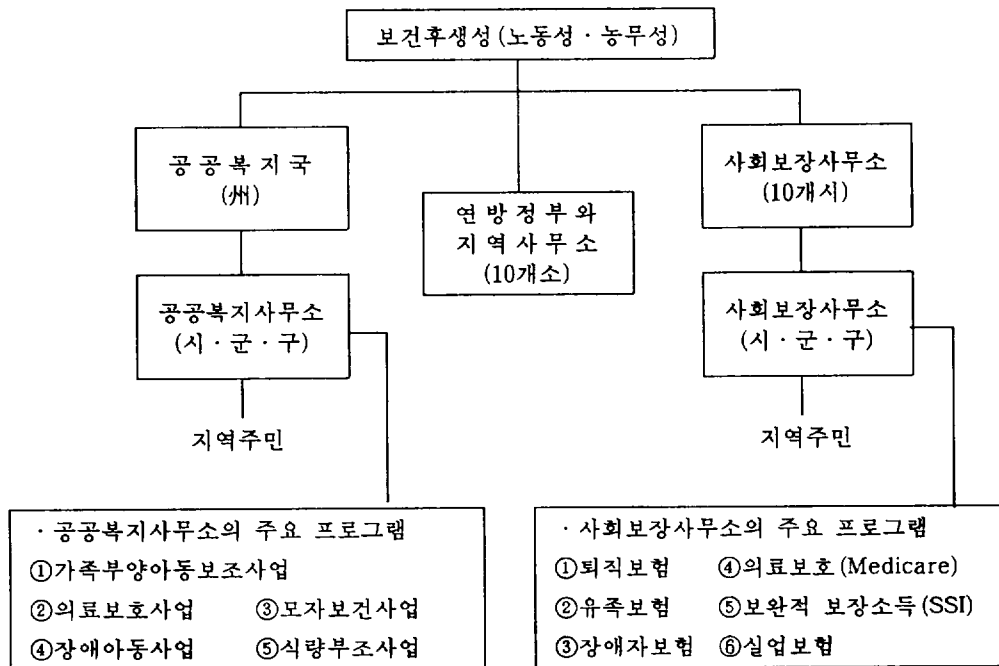 보건후생성(노동성 · 농무성)
공 공 복 지 국
(州)
연 방 정 부 와
지 역 사 무 소
(10개소)
사회보장사무소
(10개시)
공공복지사무소
(시 · 군 · 구)
사회보장사무소
(시 · 군 · 구)
지역주민
지역주민
· 공공복지사무소의 주요 프로그램
①가족부양아동보조사업
②의료보호사업 ③모자보건사업
④장애아동사업 ⑤식량부조사업
· 사회보장사무소의 주요 프로그램
①퇴직보험 ④의료보호(Medicare)
②유족보험 ⑤보완적 보장소득(SSI)
③장애자보험 ⑥실업보험